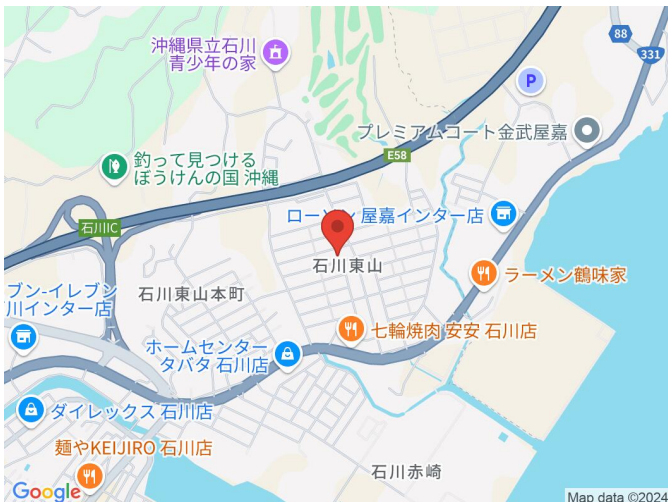 沖縄県立石川
青少年の家
88
331
P
プレミアムコート金武屋嘉
E58
釣って見つける
ぼうけんの国 沖縄
石川IC
ローソン 屋嘉インター店
石川東山
ラーメン鶴味家
石川東山本町
ブン-イレブン
川インター店
七輪焼肉 安安 石川店
ホームセンター
タバタ 石川店
ダイレックス 石川店
麺やKEIJIRO 石川店
石川赤崎
Google
Map data ©2024